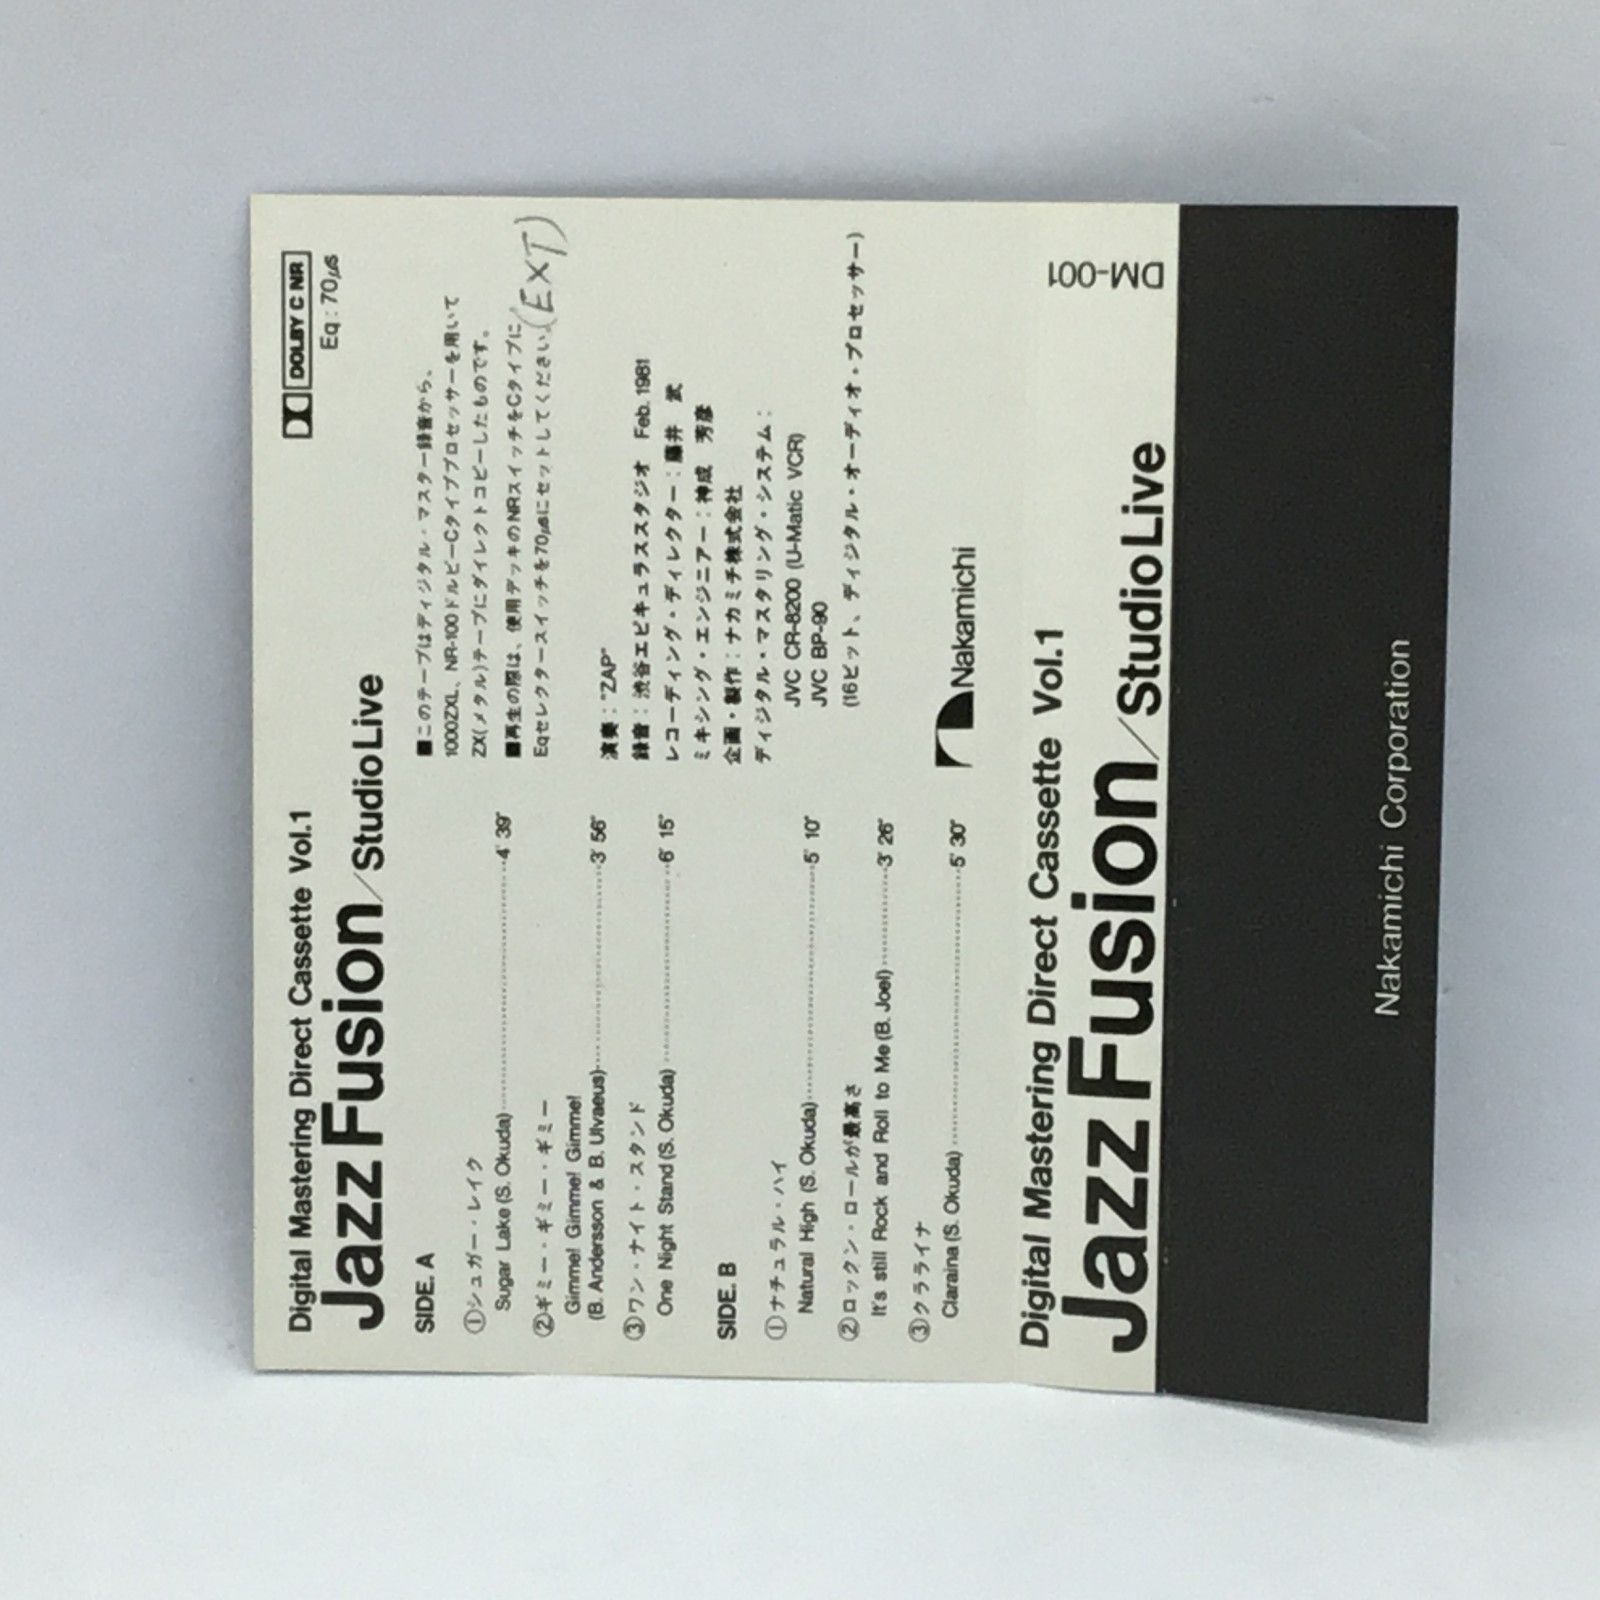 Digital Mastering Direct Cassette Vol.1
Jazz Fusion/Studio Live
DOLBY C NR
Eq : 70μs
SIDE. A
①シュガー・レイク
Sugar Lake (S. Okuda)……4′ 39″
②ギミー・ギミー・ギミー
Gimme! Gimme! Gimme!
(B. Andersson & B. Ulvaeus)……3′ 56″
③ワン・ナイト・スタンド
One Night Stand (S. Okuda)……6′ 15″
SIDE. B
①ナチュラル・ハイ
Natural High (S. Okuda)……5′ 10″
②ロックン・ロールが最高さ
It's still Rock and Roll to Me (B. Joel)……3′ 26″
③クラライナ
Claraina (S. Okuda)……5′ 30″
■このテープはディジタル・マスター録音から、
1000ZXL、NR-100ドルビーCタイププロセッサーを用いて
ZX(メタル)テープにダイレクトコピーしたものです。
■再生の際は、使用デッキのNRスイッチをCタイプに
Eqセレクタースイッチを70μsにセットしてください。
(EXT)
演奏："ZAP"
録音：渋谷エピキュラススタジオ Feb. 1981
レコーディング・ディレクター：藤井 武
ミキシング・エンジニアー：神成 芳彦
企画・製作：ナカミチ株式会社
ディジタル・マスタリング・システム：
JVC CR-8200 (U-Matic VCR)
JVC BP-90
(16ビット、ディジタル・オーディオ・プロセッサー)
Nakamichi
Digital Mastering Direct Cassette Vol.1
Jazz Fusion/Studio Live
DM-001
Nakamichi Corporation